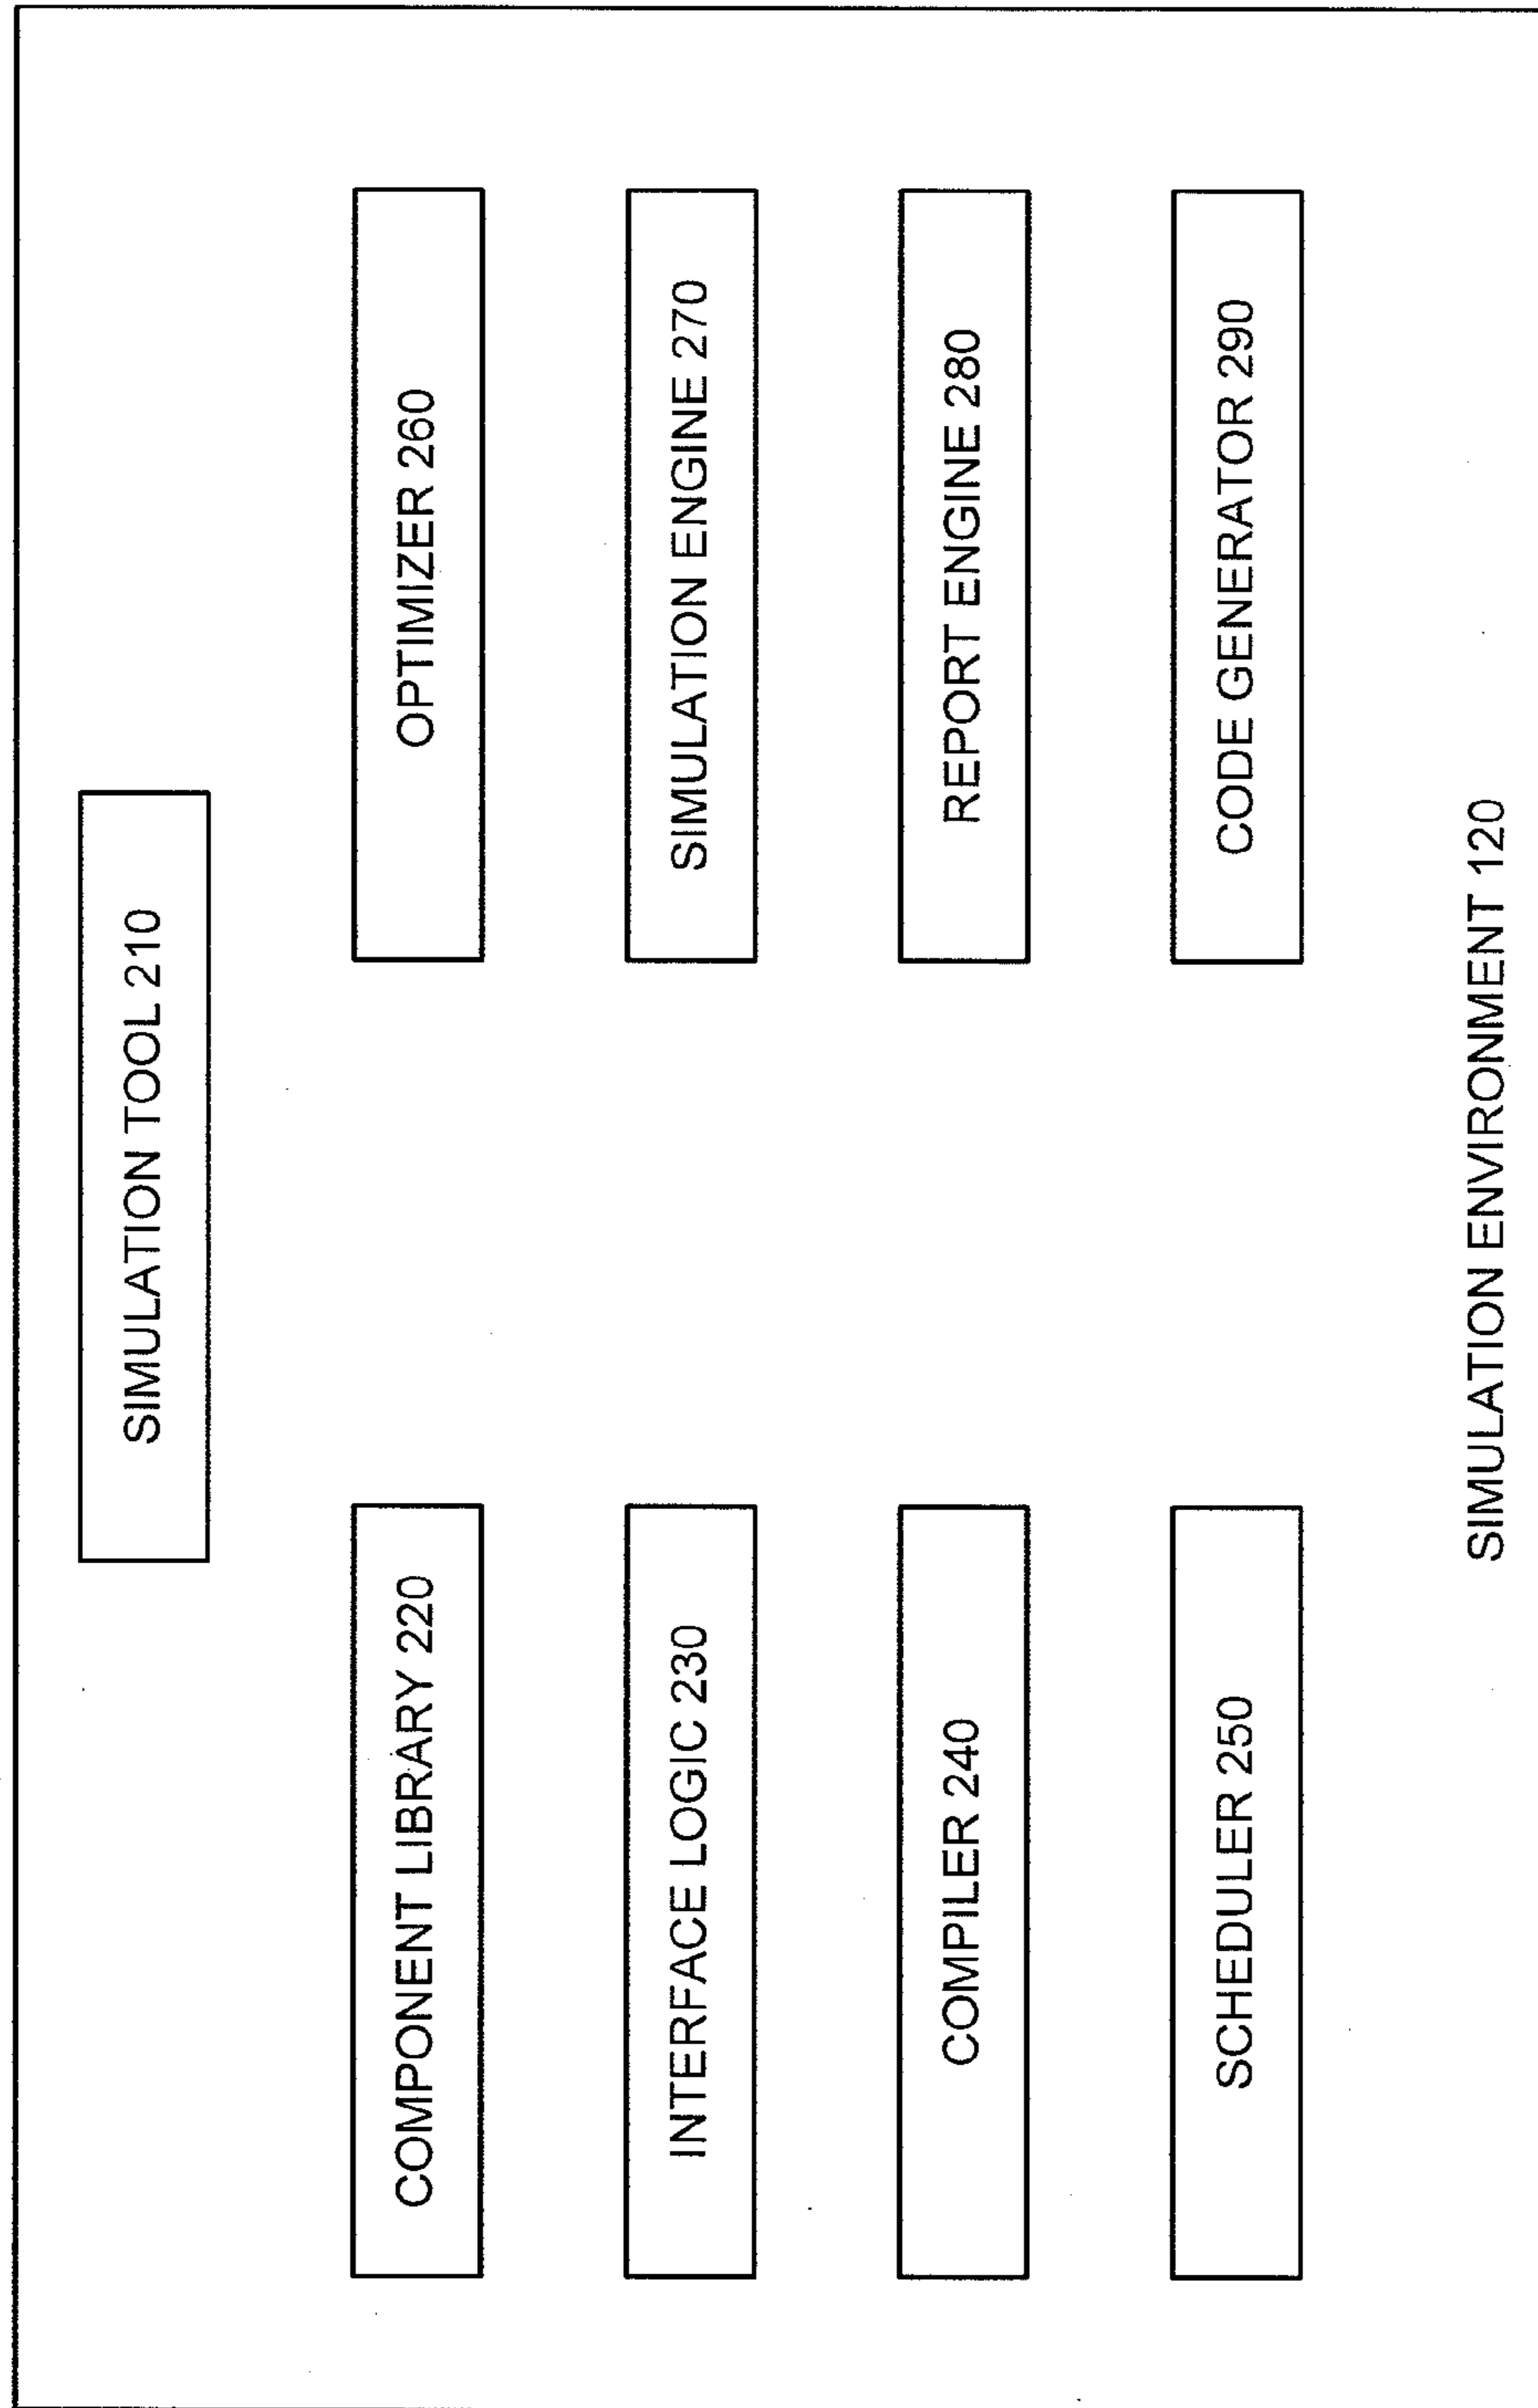 SIMULATION TOOL 210
COMPONENT LIBRARY 220
OPTIMIZER 260
INTERFACE LOGIC 230
SIMULATION ENGINE 270
COMPILER 240
REPORT ENGINE 280
SCHEDULER 250
CODE GENERATOR 290
SIMULATION ENVIRONMENT 120